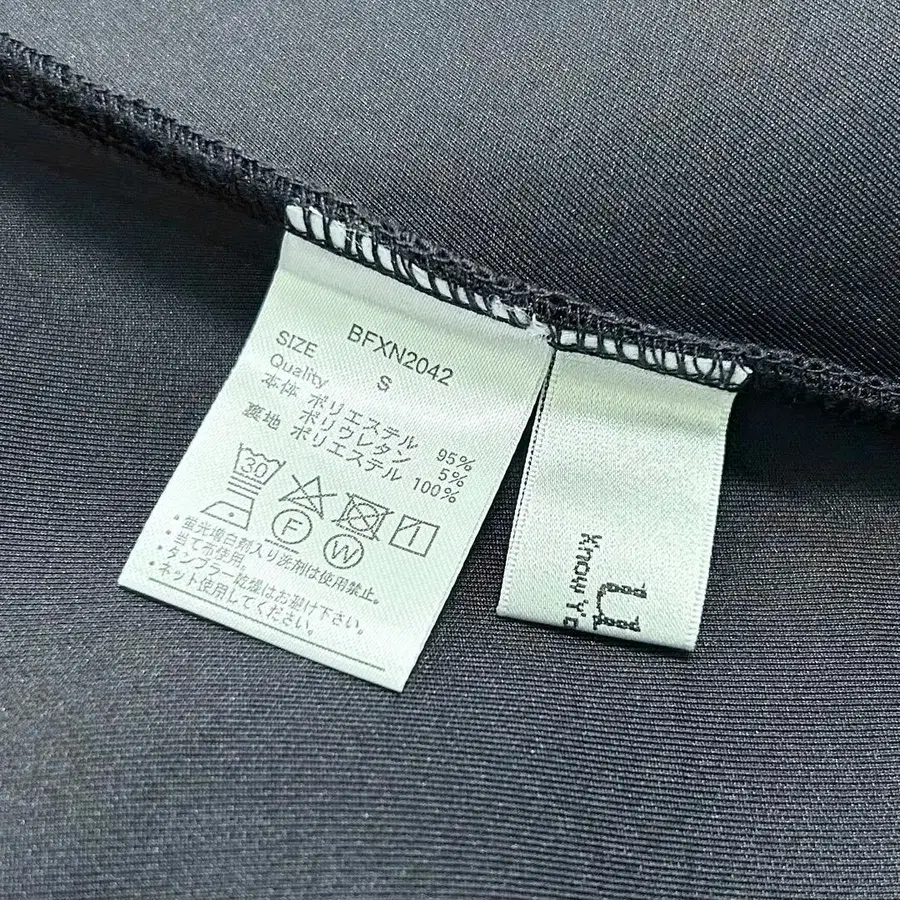 BFXN2042
SIZE S
Quality
本体 ポリエステル 95%
ポリウレタン 5%
裏地 ポリエステル 100%
30
F
W
・蛍光増白剤入り洗剤は使用禁止。
・当て布使用。
・タンブラー乾燥はお避け下さい。
・ネット使用してください。
Know Y